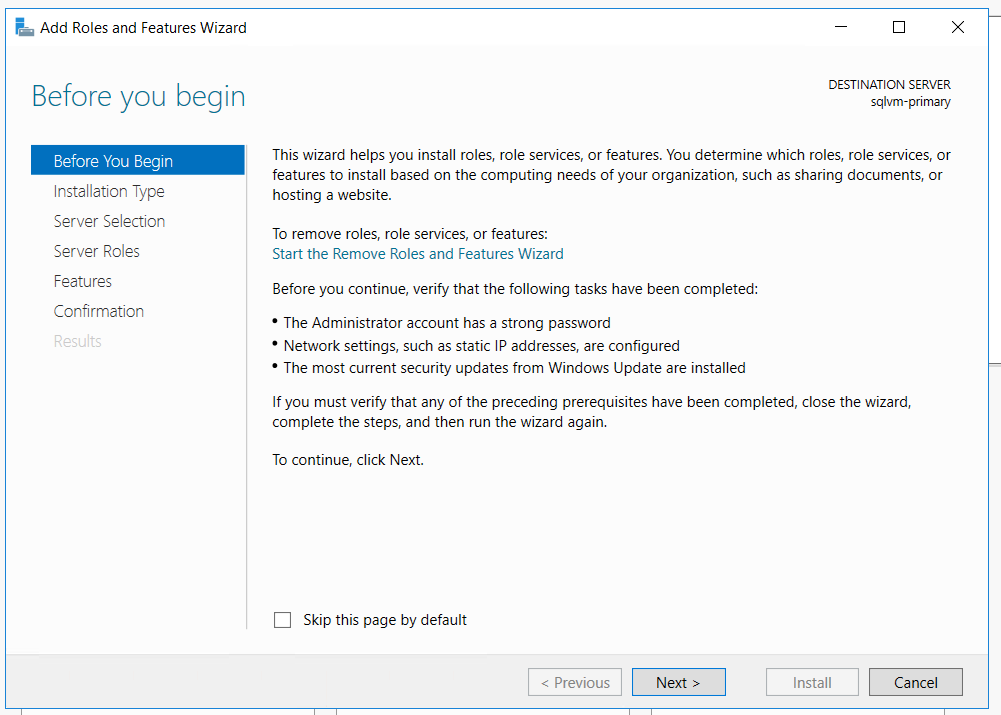 Add Roles and Features Wizard
Before you begin
DESTINATION SERVER
sqlvm-primary
Before You Begin
Installation Type
Server Selection
Server Roles
Features
Confirmation
Results
This wizard helps you install roles, role services, or features. You determine which roles, role services, or
features to install based on the computing needs of your organization, such as sharing documents, or
hosting a website.
To remove roles, role services, or features:
Start the Remove Roles and Features Wizard
Before you continue, verify that the following tasks have been completed:
• The Administrator account has a strong password
• Network settings, such as static IP addresses, are configured
• The most current security updates from Windows Update are installed
If you must verify that any of the preceding prerequisites have been completed, close the wizard,
complete the steps, and then run the wizard again.
To continue, click Next.
Skip this page by default
< Previous
Next >
Install
Cancel